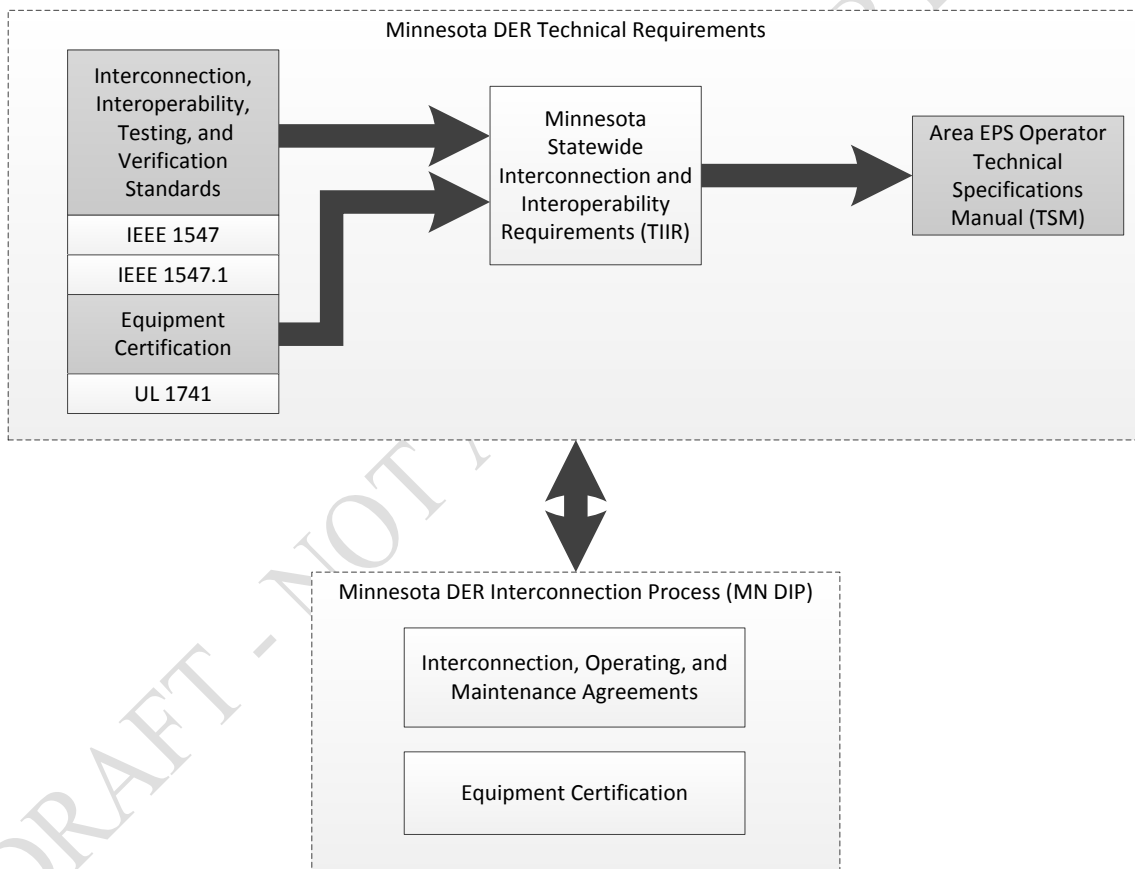 Minnesota DER Technical Requirements
Interconnection,
Interoperability,
Testing, and
Verification
Standards
IEEE 1547
IEEE 1547.1
Equipment
Certification
UL 1741
Minnesota
Statewide
Interconnection and
Interoperability
Requirements (TIIR)
Area EPS Operator
Technical
Specifications
Manual (TSM)
Minnesota DER Interconnection Process (MN DIP)
Interconnection, Operating, and
Maintenance Agreements
Equipment Certification
DRAFT - NOT